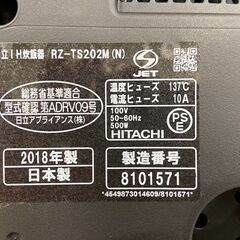 立IH炊飯器 RZ-TS202M(N)
総務省基準適合
型式確認 第ADRV09号
日立アプライアンス(株)
S
JET
温度ヒューズ 137℃
電流ヒューズ 10A
100V
50-60Hz
500W
HITACHI
PS
E
2018年製
日本製
製造番号
8101571
*4549873014609/8101571*